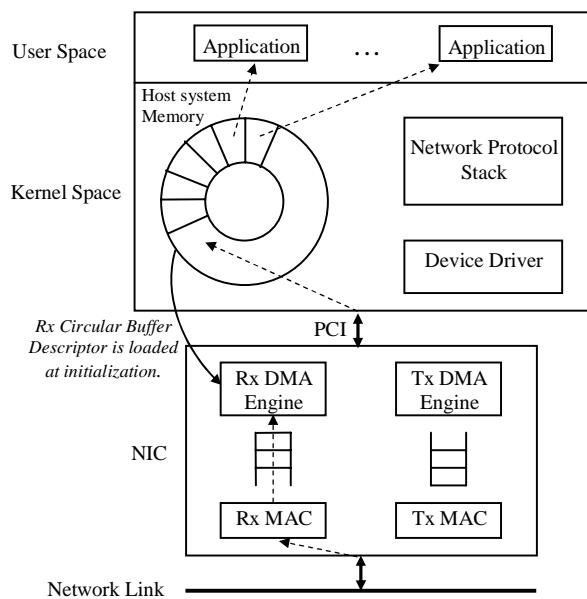 User Space
Application
...
Application
Host system
Memory
Kernel Space
Network Protocol
Stack
Device Driver
PCI
Rx Circular Buffer
Descriptor is loaded
at initialization.
Rx DMA
Engine
Tx DMA
Engine
NIC
Rx MAC
Tx MAC
Network Link